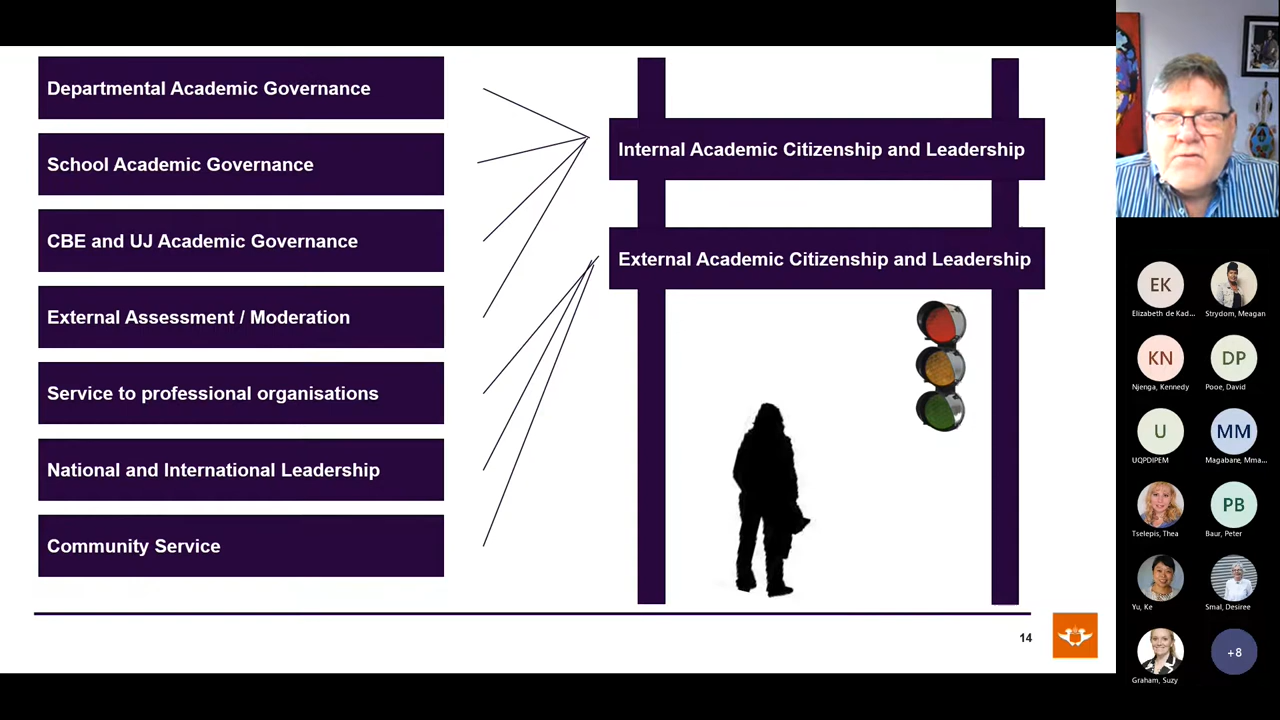 Departmental Academic Governance
School Academic Governance
CBE and UJ Academic Governance
External Assessment / Moderation
Service to professional organisations
National and International Leadership
Community Service
Internal Academic Citizenship and Leadership
External Academic Citizenship and Leadership
14
EK
Elizabeth de Kad...
Strydom, Meagan
KN
Njenga, Kennedy
DP
Pooe, David
U
UQPDIPEM
MM
Magabane, Mma...
Tselepis, Thea
PB
Baur, Peter
Yu, Ke
Smal, Desiree
Graham, Suzy
+8